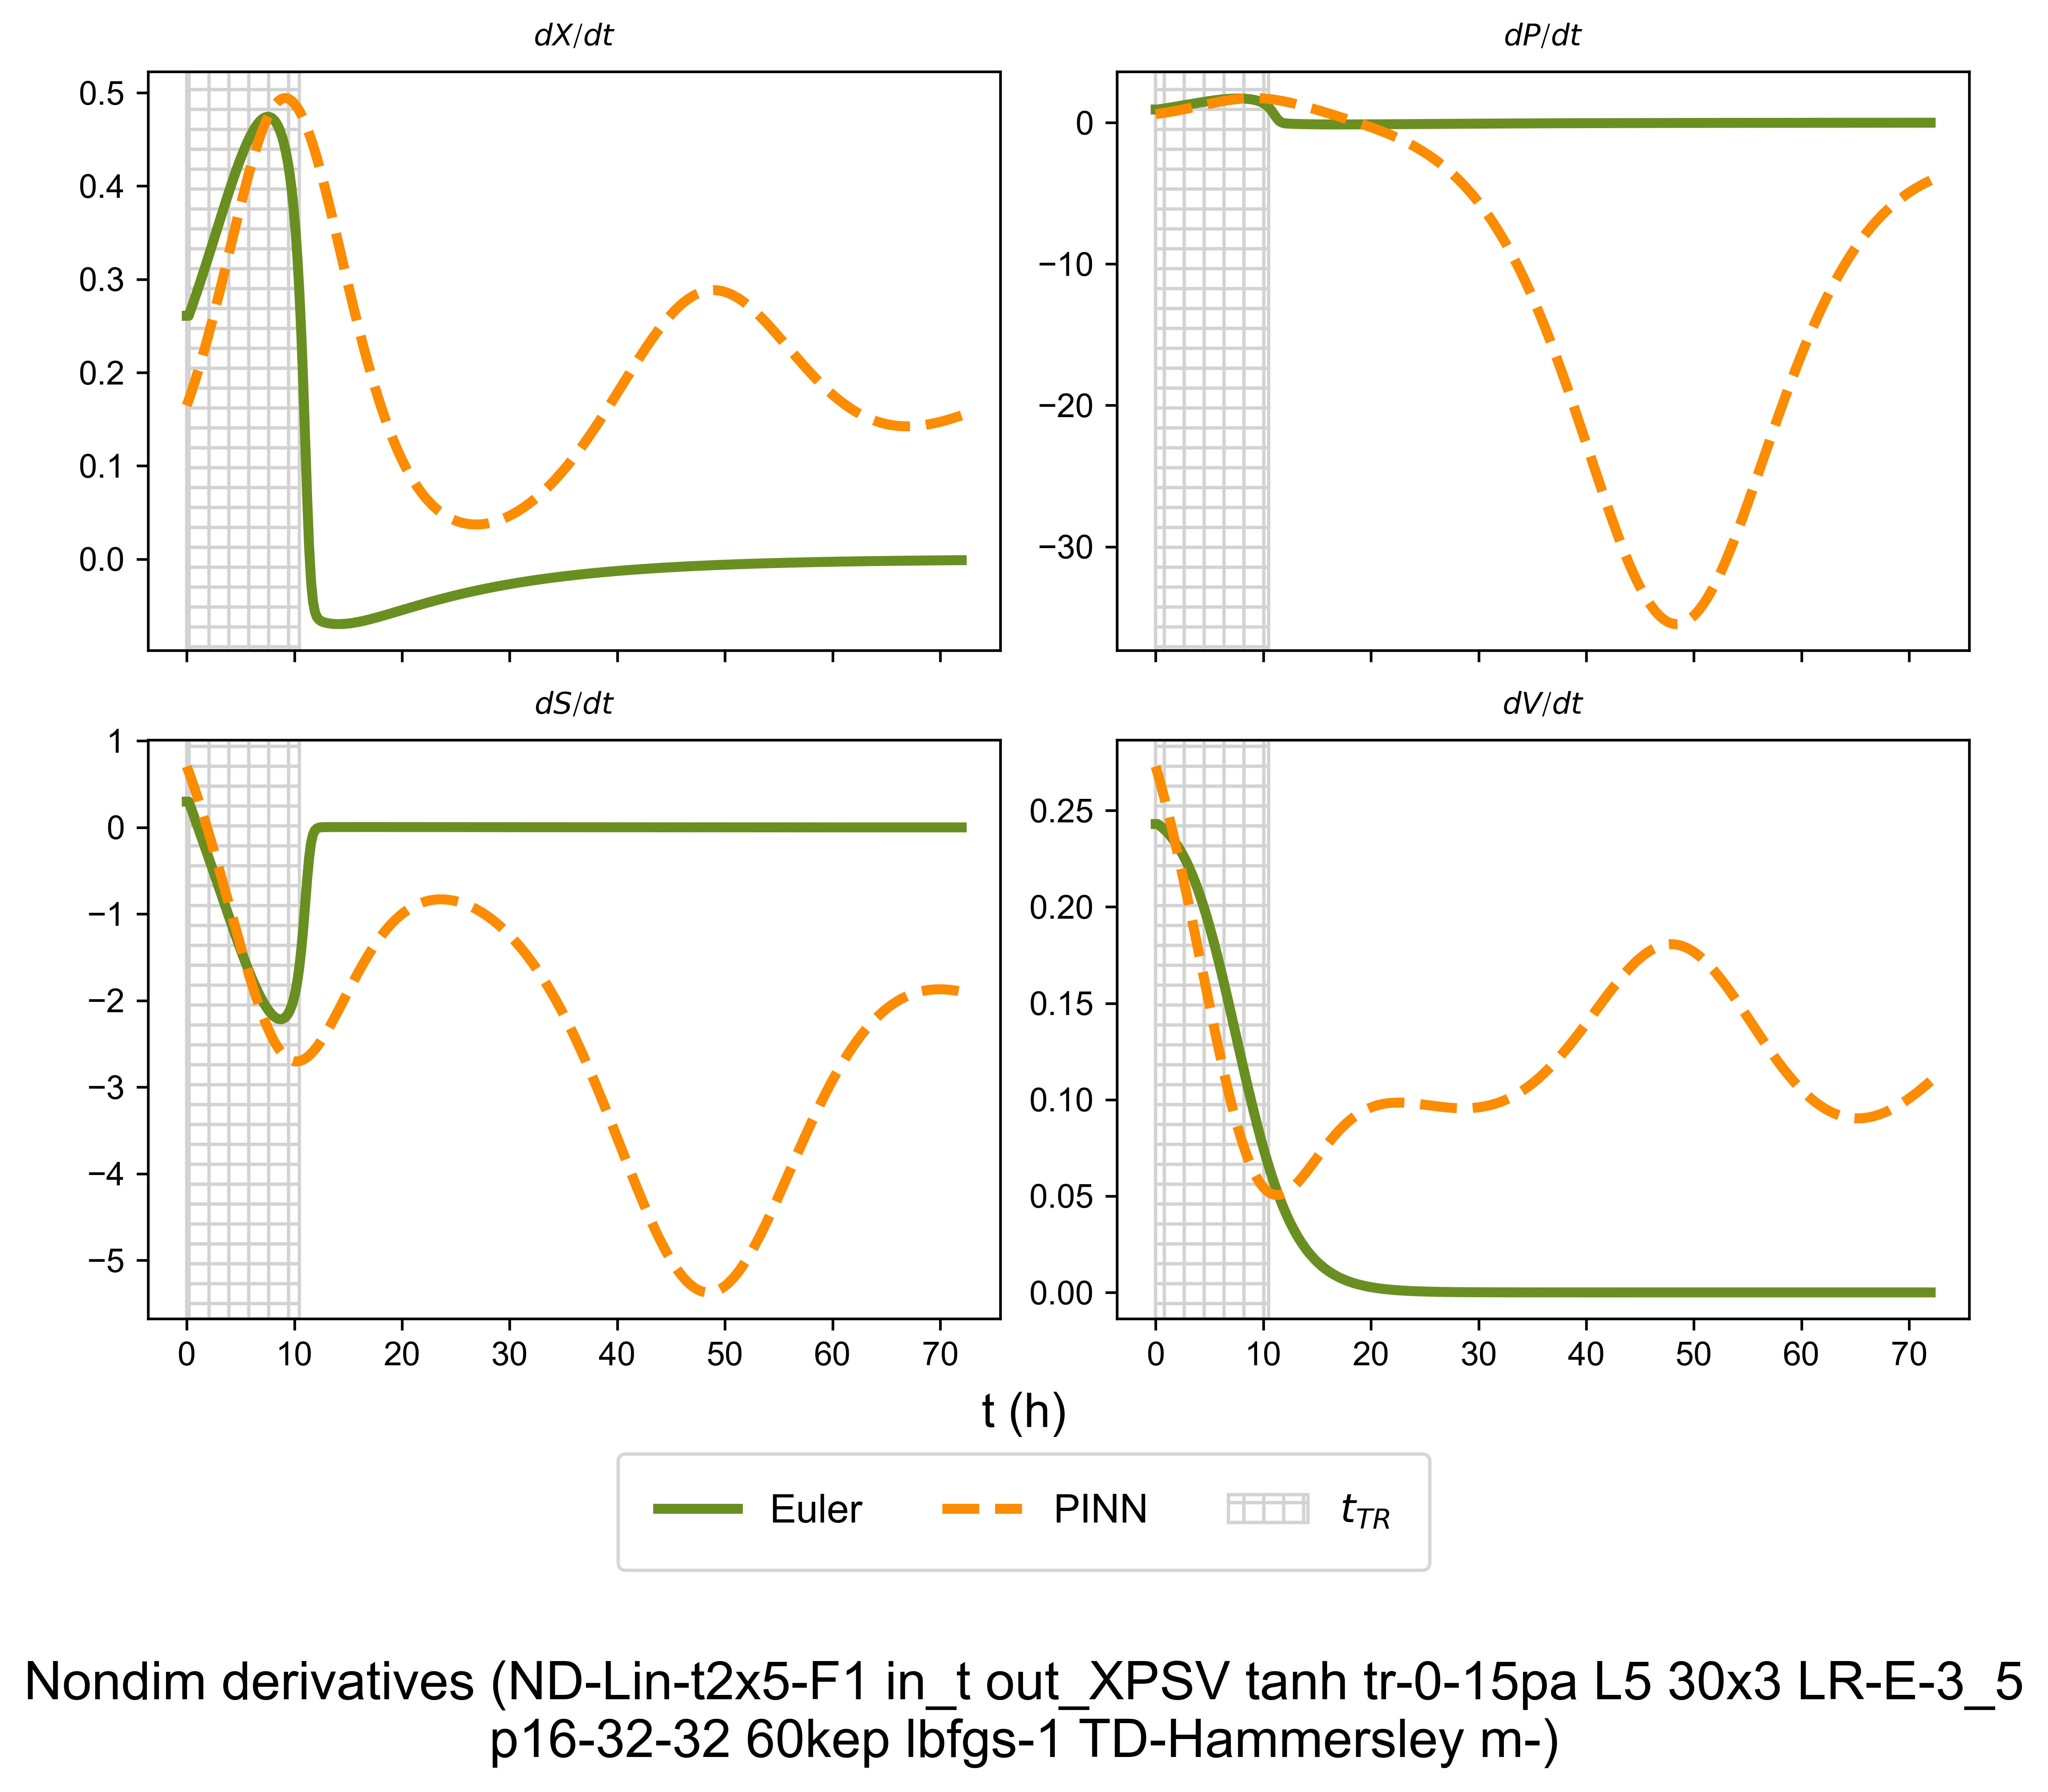 dX/dt
dP/dt
0.5
0.4
0.3
0.2
0.1
0.0
0
−10
−20
−30
dS/dt
dV/dt
1
0
−1
−2
−3
−4
−5
0.25
0.20
0.15
0.10
0.05
0.00
0 10 20 30 40 50 60 70
0 10 20 30 40 50 60 70
t (h)
Euler PINN t_TR
Nondim derivatives (ND-Lin-t2x5-F1 in_t out_XPSV tanh tr-0-15pa L5 30x3 LR-E-3_5
p16-32-32 60kep lbfgs-1 TD-Hammersley m-)